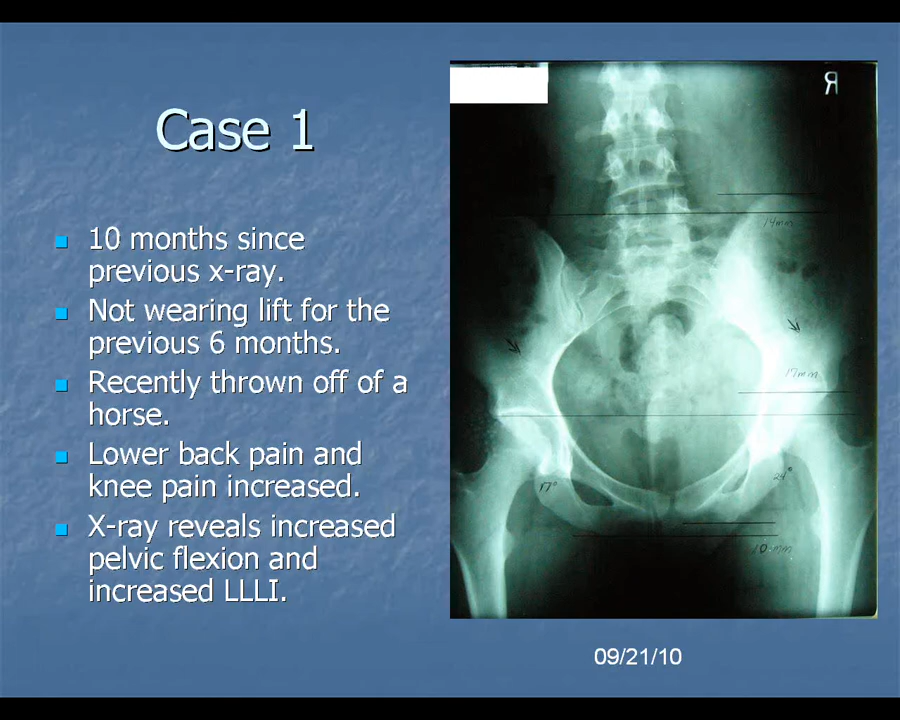 Case 1
10 months since
previous x-ray.
Not wearing lift for the
previous 6 months.
Recently thrown off of a
horse.
Lower back pain and
knee pain increased.
X-ray reveals increased
pelvic flexion and
increased LLLI.
R
14mm
17mm
17°
24°
10mm
09/21/10